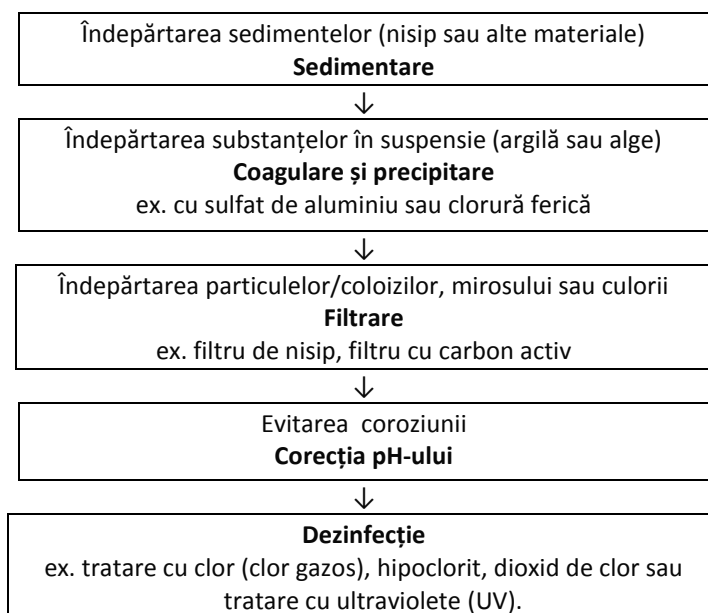 Îndepărtarea sedimentelor (nisip sau alte materiale)
Sedimentare
↓
Îndepărtarea substanțelor în suspensie (argilă sau alge)
Coagulare și precipitare
ex. cu sulfat de aluminiu sau clorură ferică
↓
Îndepărtarea particulelor/coloizilor, mirosului sau culorii
Filtrare
ex. filtru de nisip, filtru cu carbon activ
↓
Evitarea coroziunii
Corecția pH-ului
↓
Dezinfecție
ex. tratare cu clor (clor gazos), hipoclorit, dioxid de clor sau
tratare cu ultraviolete (UV).